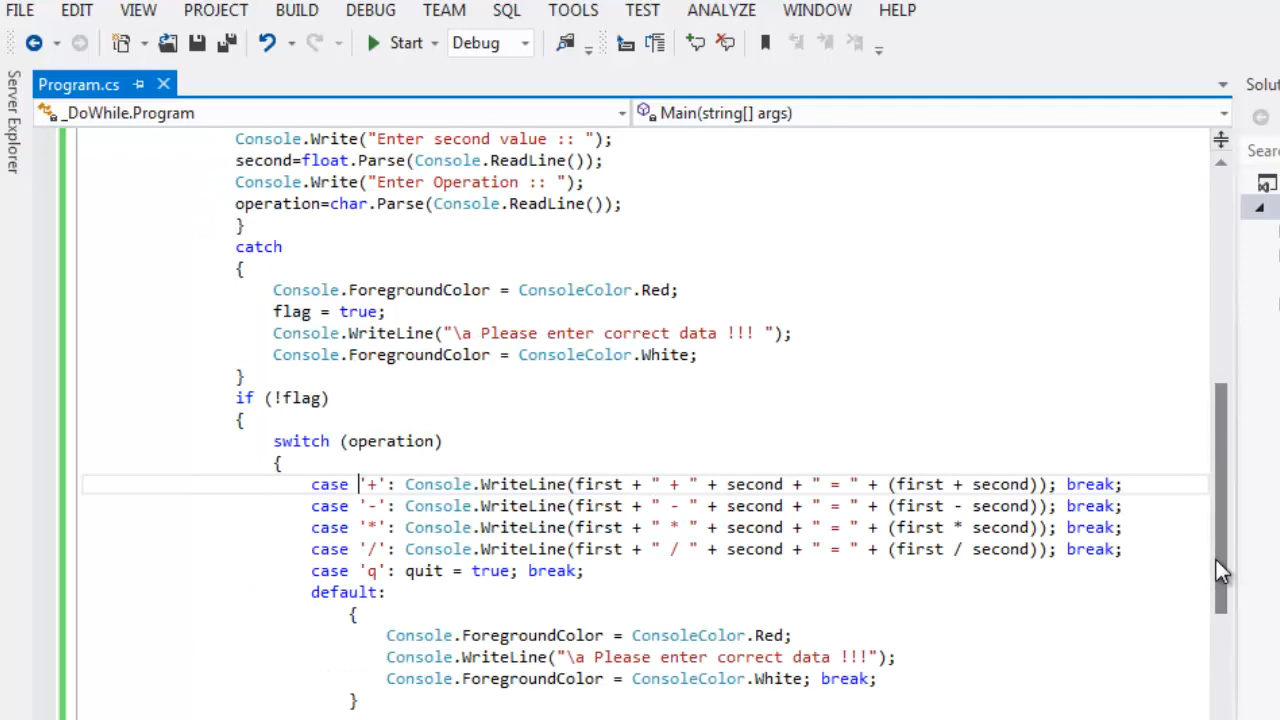 FILE EDIT VIEW PROJECT BUILD DEBUG TEAM SQL TOOLS TEST ANALYZE WINDOW HELP
Start Debug
Server Explorer
Program.cs
Solut
_DoWhile.Program Main(string[] args)
Searc
Console.Write("Enter second value :: ");
second=float.Parse(Console.ReadLine());
Console.Write("Enter Operation :: ");
operation=char.Parse(Console.ReadLine());
}
catch
{
Console.ForegroundColor = ConsoleColor.Red;
flag = true;
Console.WriteLine("\a Please enter correct data !!! ");
Console.ForegroundColor = ConsoleColor.White;
}
if (!flag)
{
switch (operation)
{
case '+': Console.WriteLine(first + " + " + second + " = " + (first + second)); break;
case '-': Console.WriteLine(first + " - " + second + " = " + (first - second)); break;
case '*': Console.WriteLine(first + " * " + second + " = " + (first * second)); break;
case '/': Console.WriteLine(first + " / " + second + " = " + (first / second)); break;
case 'q': quit = true; break;
default:
{
Console.ForegroundColor = ConsoleColor.Red;
Console.WriteLine("\a Please enter correct data !!!");
Console.ForegroundColor = ConsoleColor.White; break;
}